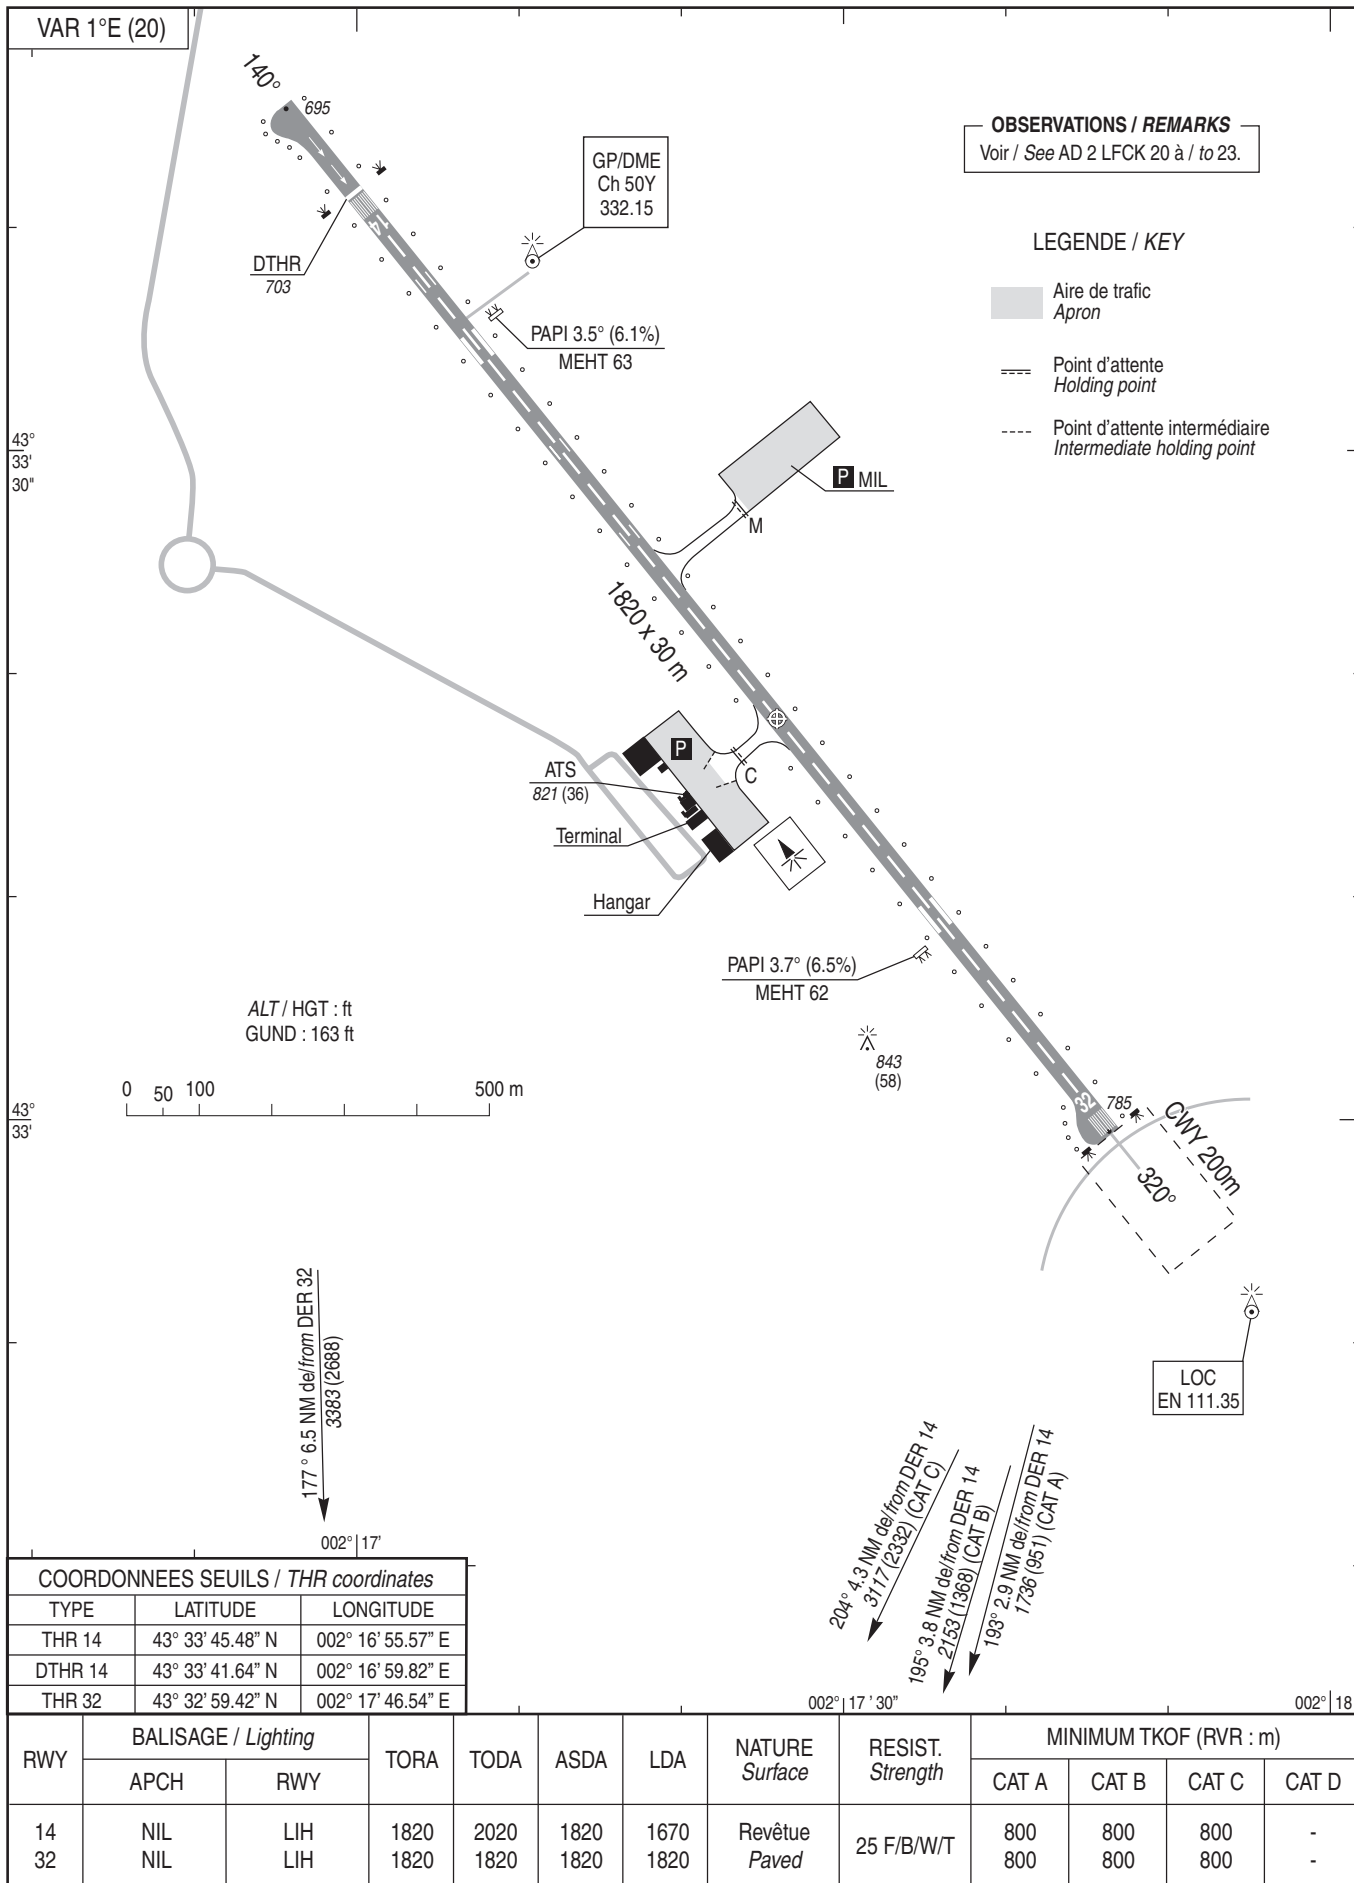 VAR 1°E (20)
140°
695
GP/DME
Ch 50Y
332.15
OBSERVATIONS / REMARKS
Voir / See AD 2 LFCK 20 à / to 23.
LEGENDE / KEY
Aire de trafic
Apron
Point d'attente
Holding point
Point d'attente intermédiaire
Intermediate holding point
14
DTHR
703
PAPI 3.5° (6.1%)
MEHT 63
43°
33'
30"
P MIL
M
1820 x 30 m
P
C
ATS
821 (36)
Terminal
Hangar
PAPI 3.7° (6.5%)
MEHT 62
ALT / HGT : ft
GUND : 163 ft
843
(58)
0 50 100 500 m
43°
33'
32
785
CWY 200m
320°
LOC
EN 111.35
177 ° 6.5 NM de/from DER 32
3383 (2688)
204° 4.3 NM de/from DER 14
3117 (2332) (CAT C)
195° 3.8 NM de/from DER 14
2153 (1368) (CAT B)
193° 2.9 NM de/from DER 14
1736 (951) (CAT A)
002° 17'
002° 17 ' 30"
002° 18
COORDONNEES SEUILS / THR coordinates
TYPE LATITUDE LONGITUDE
THR 14 43° 33' 45.48" N 002° 16' 55.57" E
DTHR 14 43° 33' 41.64" N 002° 16' 59.82" E
THR 32 43° 32' 59.42" N 002° 17' 46.54" E
RWY BALISAGE / Lighting TORA TODA ASDA LDA NATURE RESIST. MINIMUM TKOF (RVR : m)
Surface Strength
APCH RWY CAT A CAT B CAT C CAT D
14 NIL LIH 1820 2020 1820 1670 Revêtue 25 F/B/W/T 800 800 800 -
32 NIL LIH 1820 1820 1820 1820 Paved 800 800 800 -